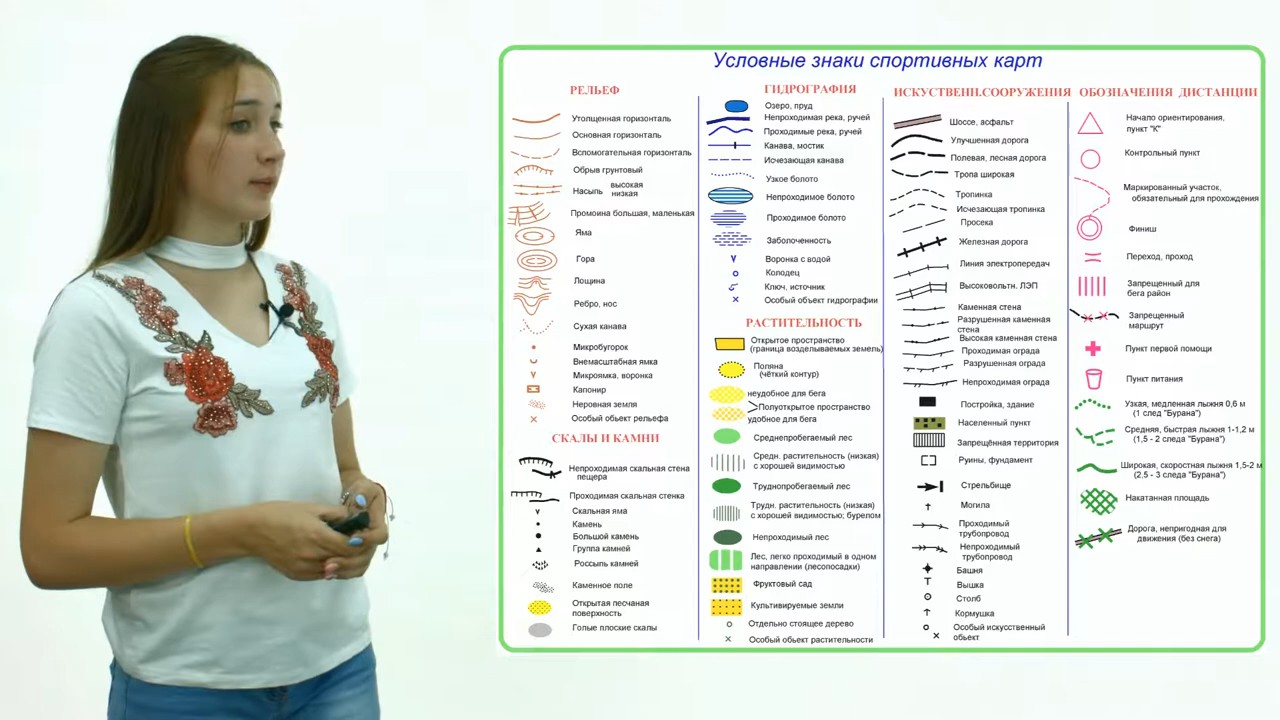 Условные знаки спортивных карт
РЕЛЬЕФ
Утолщенная горизонталь
Основная горизонталь
Вспомогательная горизонталь
Обрыв грунтовый
Насыпь высокая
низкая
Промоина большая, маленькая
Яма
Гора
Лощина
Ребро, нос
Сухая канава
Микробугорок
Внемасштабная ямка
Микроямка, воронка
Капонир
Неровная земля
Особый обьект рельефа
СКАЛЫ И КАМНИ
Непроходимая скальная стена
пещера
Проходимая скальная стенка
Скальная яма
Камень
Большой камень
Группа камней
Россыпь камней
Каменное поле
Открытая песчаная
поверхность
Голые плоские скалы
ГИДРОГРАФИЯ
Озеро, пруд
Непроходимая река, ручей
Проходимые река, ручей
Канава, мостик
Исчезающая канава
Узкое болото
Непроходимое болото
Проходимое болото
Заболоченность
Воронка с водой
Колодец
Ключ, источник
Особый объект гидрографии
РАСТИТЕЛЬНОСТЬ
Открытое пространство
(граница возделываемых земель)
Поляна
(чёткий контур)
неудобное для бега
Полуоткрытое пространство
удобное для бега
Среднепробегаемый лес
Средн. растительность (низкая)
с хорошей видимостью
Труднопробегаемый лес
Трудн. растительность (низкая)
с хорошей видимостью; бурелом
Непроходимый лес
Лес, легко проходимый в одном
направлении (лесопосадки)
Фруктовый сад
Культивируемые земли
Отдельно стоящее дерево
Особый обьект растительности
ИСКУСТВЕНН.СООРУЖЕНИЯ
Шоссе, асфальт
Улучшенная дорога
Полевая, лесная дорога
Тропа широкая
Тропинка
Исчезающая тропинка
Просека
Железная дорога
Линия электропередач
Высоковольтн. ЛЭП
Каменная стена
Разрушенная каменная
стена
Высокая каменная стена
Проходимая ограда
Разрушенная ограда
Непроходимая ограда
Постройка, здание
Населенный пункт
Запрещённая территория
Руины, фундамент
Стрельбище
Могила
Проходимый
трубопровод
Непроходимый
трубопровод
Башня
Вышка
Столб
Кормушка
Особый искусственный
обьект
ОБОЗНАЧЕНИЯ ДИСТАНЦИИ
Начало ориентирования,
пункт "К"
Контрольный пункт
Маркированный участок,
обязательный для прохождения
Финиш
Переход, проход
Запрещенный для
бега район
Запрещенный
маршрут
Пункт первой помощи
Пункт питания
Узкая, медленная лыжня 0,6 м
(1 след "Бурана")
Средняя, быстрая лыжня 1-1,2 м
(1,5 - 2 следа "Бурана")
Широкая, скоростная лыжня 1,5-2 м
(2,5 - 3 следа "Бурана")
Накатанная площадь
Дорога, непригодная для
движения (без снега)